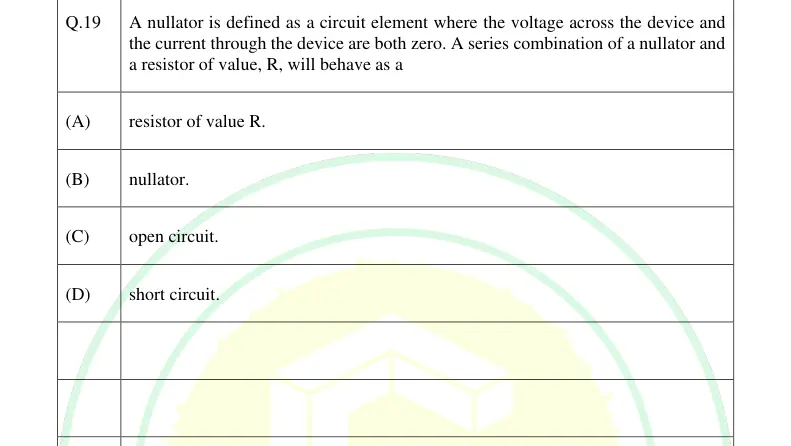 Q.19 A nullator is defined as a circuit element where the voltage across the device and
the current through the device are both zero. A series combination of a nullator and
a resistor of value, R, will behave as a
(A) resistor of value R.
(B) nullator.
(C) open circuit.
(D) short circuit.